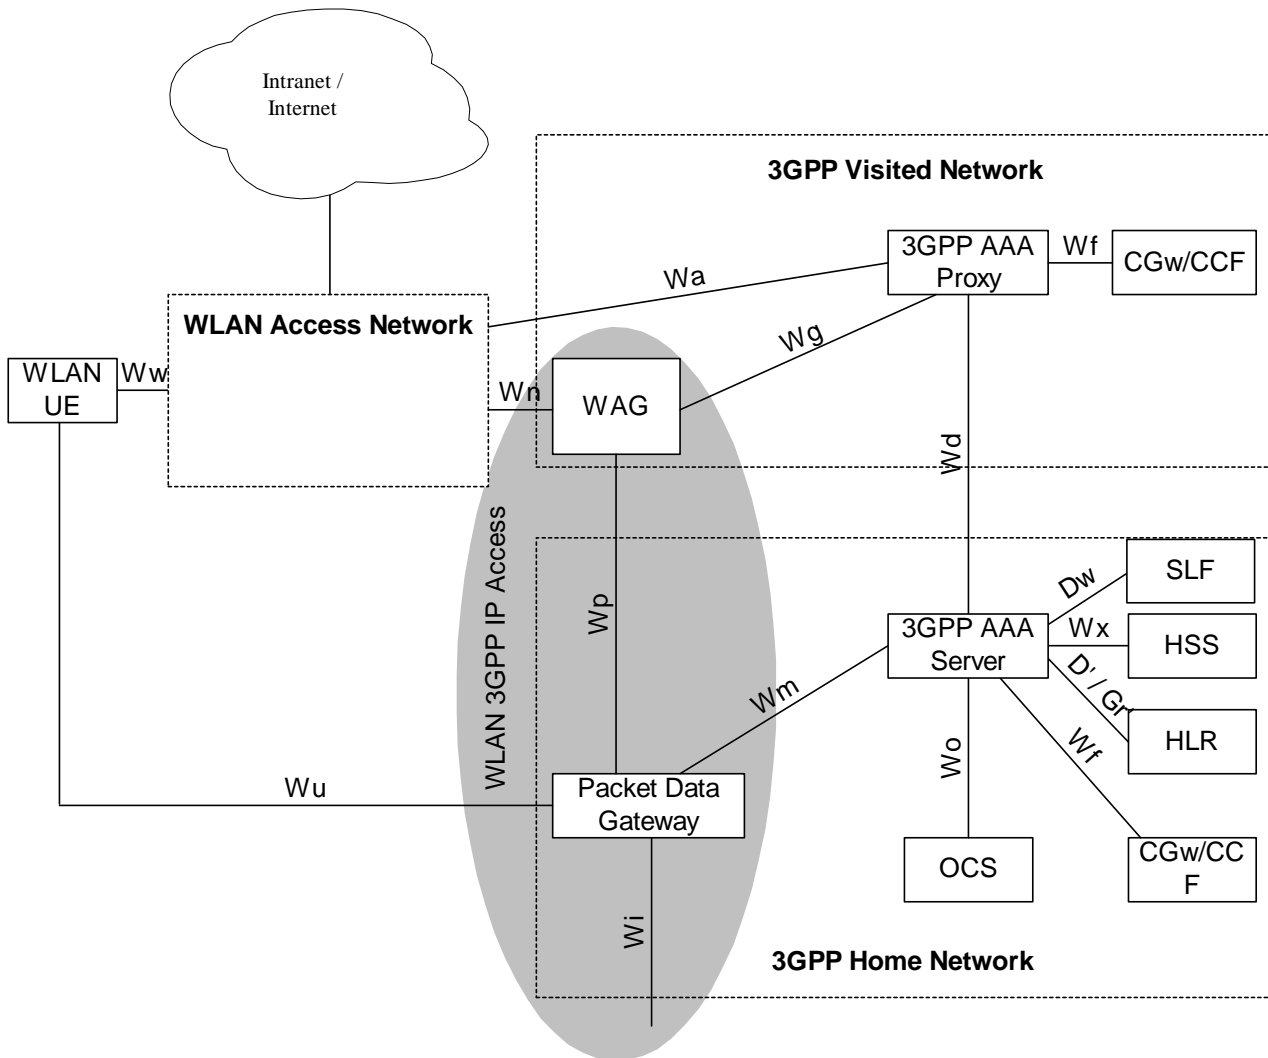 Intranet /
Internet
3GPP Visited Network
3GPP AAA
Proxy
Wf
CGw/CCF
Wa
WLAN Access Network
Wg
WLAN
UE
Ww
Wn
WAG
Wd
WLAN 3GPP IP Access
Wp
Dw
SLF
3GPP AAA
Server
Wx
HSS
D' / Gr'
HLR
Wm
Wo
Wf
Wu
Packet Data
Gateway
OCS
CGw/CC
F
Wi
3GPP Home Network